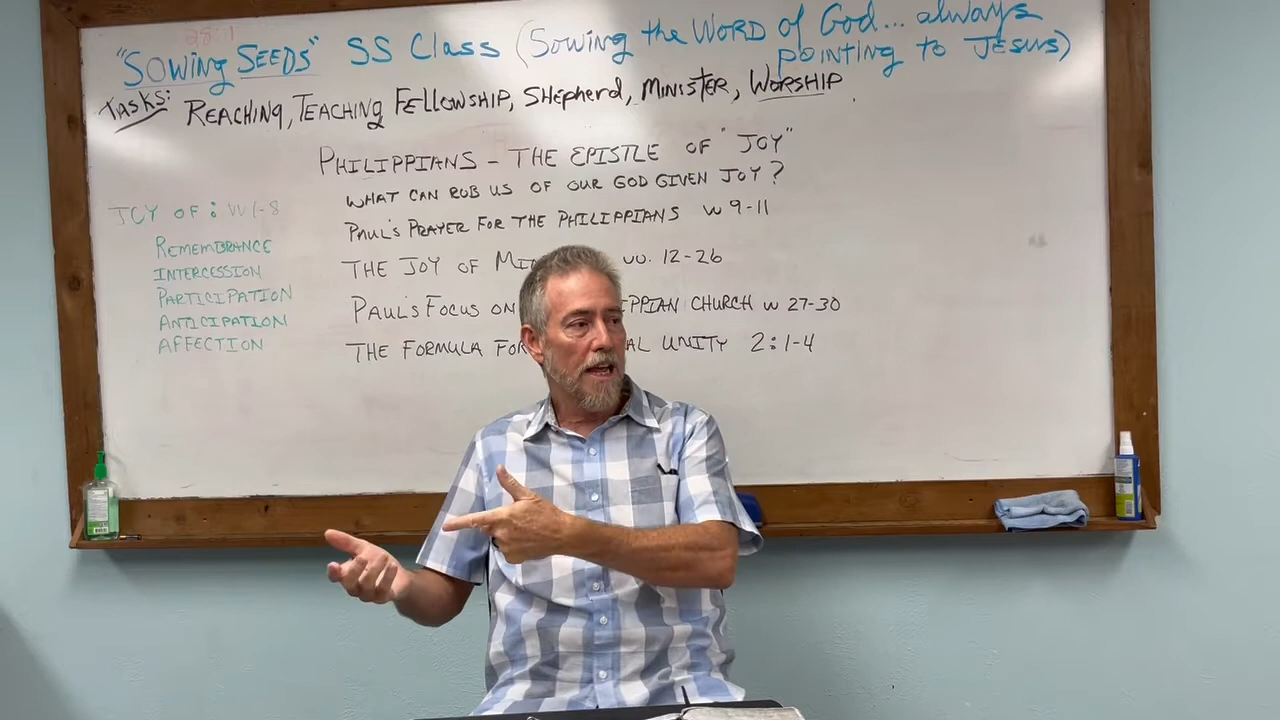 "SOWING SEEDS" SS CLASS (SOWING THE WORD OF GOD... always
pointing to JESUS)
TASKS: REACHING, TEACHING FELLOWSHIP, SHEPHERD, MINISTER, WORSHIP
PHILIPPIANS - THE EPISTLE OF "JOY"
WHAT CAN ROB US OF OUR GOD GIVEN JOY?
PAUL'S PRAYER FOR THE PHILIPPIANS vv 9-11
THE JOY OF vv. 12-26
PAUL'S FOCUS ON IPPIAN CHURCH vv 27-30
THE FORMULA FOR AL UNITY 2:1-4
JOY OF: vv 1-8
REMEMBRANCE
INTERCESSION
PARTICIPATION
ANTICIPATION
AFFECTION